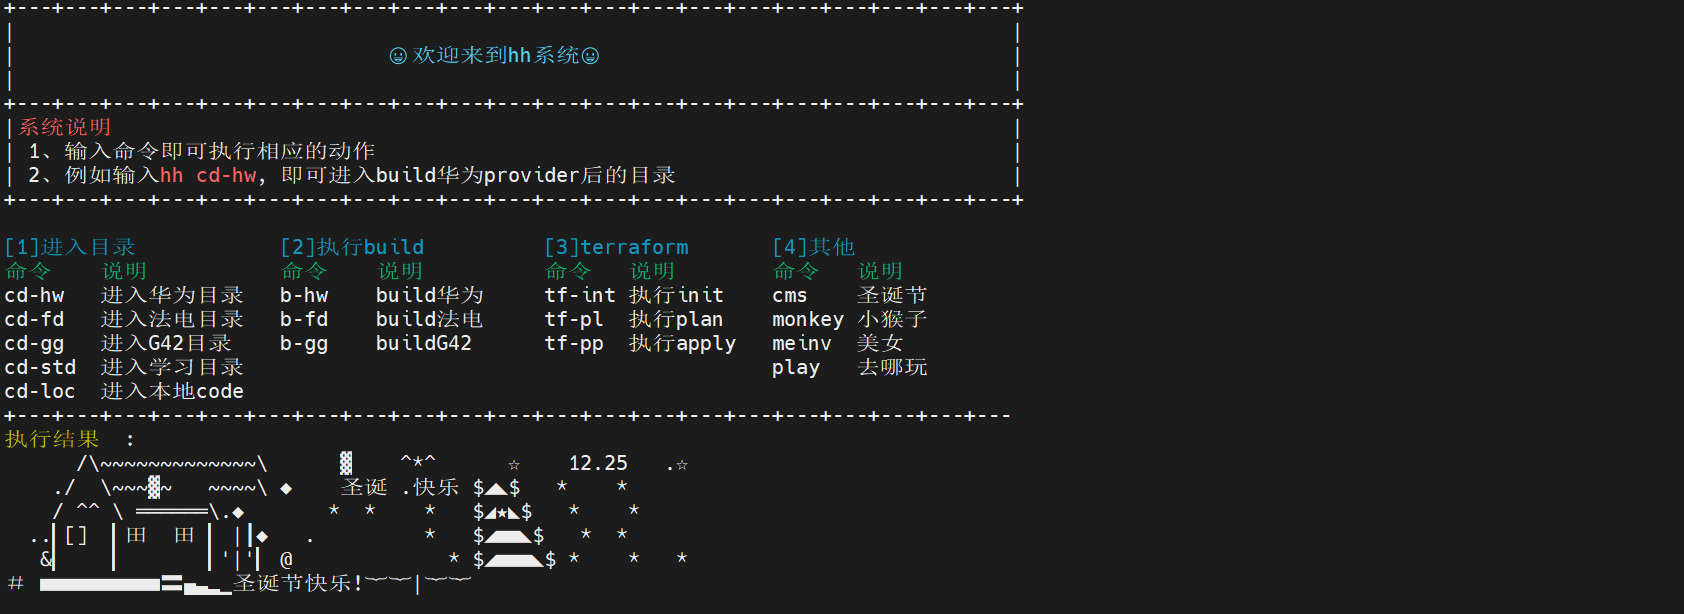 +---+---+---+---+---+---+---+---+---+---+---+---+---+---+---+---+---+---+---+---+---+
|                                                                                   |
|                               😀欢迎来到hh系统😀                                  |
|                                                                                   |
+---+---+---+---+---+---+---+---+---+---+---+---+---+---+---+---+---+---+---+---+---+
|系统说明                                                                           |
| 1、输入命令即可执行相应的动作                                                     |
| 2、例如输入hh cd-hw, 即可进入build华为provider后的目录                            |
+---+---+---+---+---+---+---+---+---+---+---+---+---+---+---+---+---+---+---+---+---+
[1]进入目录            [2]执行build          [3]terraform       [4]其他
命令    说明           命令    说明          命令   说明        命令   说明
cd-hw   进入华为目录   b-hw    build华为     tf-int 执行init    cms    圣诞节
cd-fd   进入法电目录   b-fd    build法电     tf-pl  执行plan    monkey 小猴子
cd-gg   进入G42目录    b-gg    buildG42      tf-pp  执行apply   meinv  美女
cd-std  进入学习目录                                            play   去哪玩
cd-loc  进入本地code
+---+---+---+---+---+---+---+---+---+---+---+---+---+---+---+---+---+---+---+---+---
执行结果  :
      /\~~~~~~~~~~~~~\      ▓    ^*^      ☆    12.25   .☆
    ./  \~~~▓~   ~~~~\ ◆    圣诞 .快乐 $◢◣$   *    *
    / ^^ \ ══════\.◆       *  *    *   $◢★◣$   *    *
  ..▎[] ▎田  田▎ |┃◆   .         *   $◢■■◣$   *  *
   &▎    ▎       ▎'|'▎ @             * $◢■■■◣$ *    *   *
# ■■■■■■■■■■〓▄▃▂▁圣诞节快乐!︸︸|︸︸